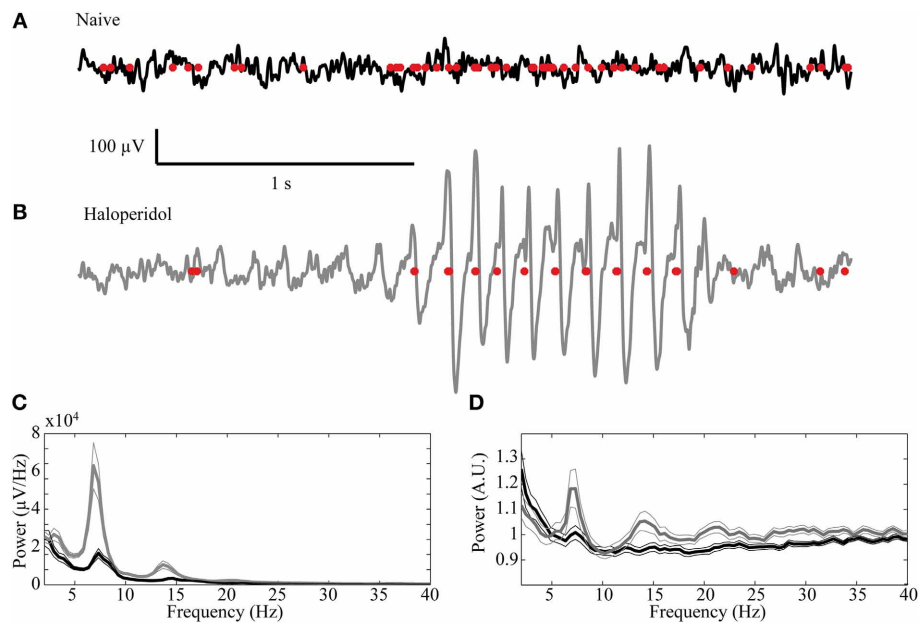 A
Naive
100 µV
1 s
B
Haloperidol
C
x10⁴
8
6
4
2
0
Power (µV/Hz)
5 10 15 20 25 30 35 40
Frequency (Hz)
D
1.3
1.2
1.1
1
0.9
Power (A.U.)
5 10 15 20 25 30 35 40
Frequency (Hz)